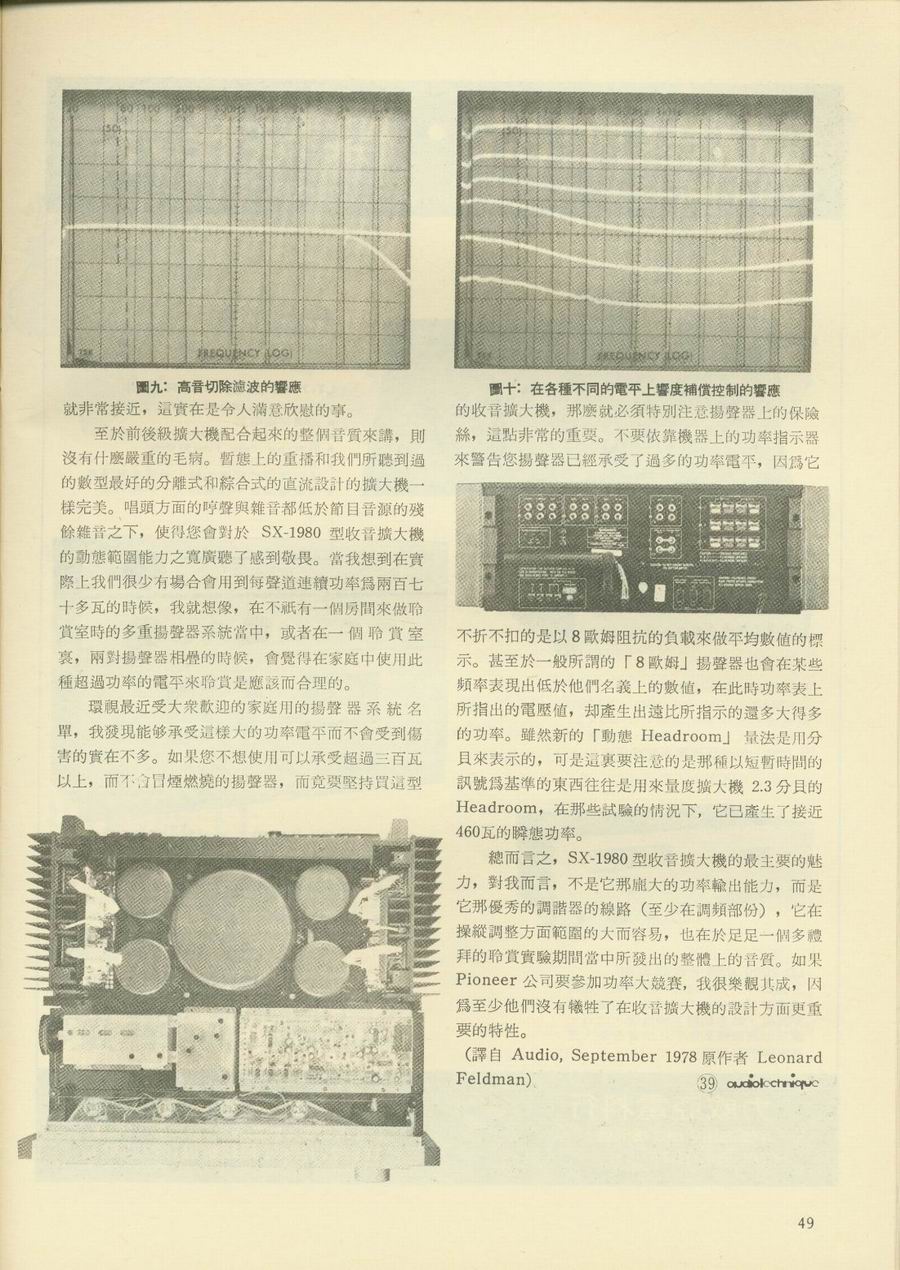 FREQUENCY (LOG)
圖九：高音切除濾波的響應
就非常接近，這實在是令人滿意欣慰的事。
至於前後級擴大機配合起來的整個音質來講，則
沒有什麼嚴重的毛病。暫態上的重播和我們所聽到過
的數型最好的分離式和綜合式的直流設計的擴大機一
樣完美。唱頭方面的哼聲與雜音都低於節目音源的殘
餘雜音之下，使得您會對於 SX-1980 型收音擴大機
的動態範圍能力之寬廣聽了感到敬畏。當我想到在實
際上我們很少有場合會用到每聲道連續功率爲兩百七
十多瓦的時候，我就想像，在不祇有一個房間來做聆
賞室時的多重揚聲器系統當中，或者在一個聆賞室
裏，兩對揚聲器相疊的時候，會覺得在家庭中使用此
種超過功率的電平來聆賞是應該而合理的。
環視最近受大衆歡迎的家庭用的揚聲器系統名
單，我發現能够承受這樣大的功率電平而不會受到傷
害的實在不多。如果您不想使用可以承受超過三百瓦
以上，而不會冒煙燃燒的揚聲器，而竟要堅持買這型
FREQUENCY (LOG)
圖十：在各種不同的電平上響度補償控制的響應
的收音擴大機，那麼就必須特別注意揚聲器上的保險
絲，這點非常的重要。不要依靠機器上的功率指示器
來警告您揚聲器已經承受了過多的功率電平，因爲它
不折不扣的是以8歐姆阻抗的負載來做平均數値的標
示。甚至於一般所謂的「8歐姆」揚聲器也會在某些
頻率表現出低於他們名義上的數値，在此時功率表上
所指出的電壓値，却產生出遠比所指示的還多大得多
的功率。雖然新的「動態 Headroom」量法是用分
貝來表示的，可是這裏要注意的是那種以短暫時間的
訊號爲基準的東西往往是用來量度擴大機 2.3 分貝的
Headroom，在那些試驗的情況下，它已產生了接近
460瓦的瞬態功率。
總而言之，SX-1980 型收音擴大機的最主要的魅
力，對我而言，不是它那龐大的功率輸出能力，而是
它那優秀的調諧器的線路（至少在調頻部份），它在
操縱調整方面範圍的大而容易，也在於足足一個多禮
拜的聆賞實驗期間當中所發出的整體上的音質。如果
Pioneer 公司要參加功率大競賽，我很樂觀其成，因
爲至少他們沒有犧牲了在收音擴大機的設計方面更重
要的特性。
（譯自 Audio, September 1978 原作者 Leonard
Feldman）
39 audiotechnique
49